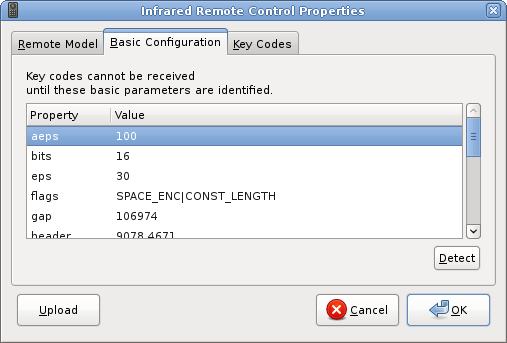 Infrared Remote Control Properties
Remote Model Basic Configuration Key Codes
Key codes cannot be received
until these basic parameters are identified.
Property Value
aeps 100
bits 16
eps 30
flags SPACE_ENC|CONST_LENGTH
gap 106974
header 9078 4671
Detect
Upload Cancel OK